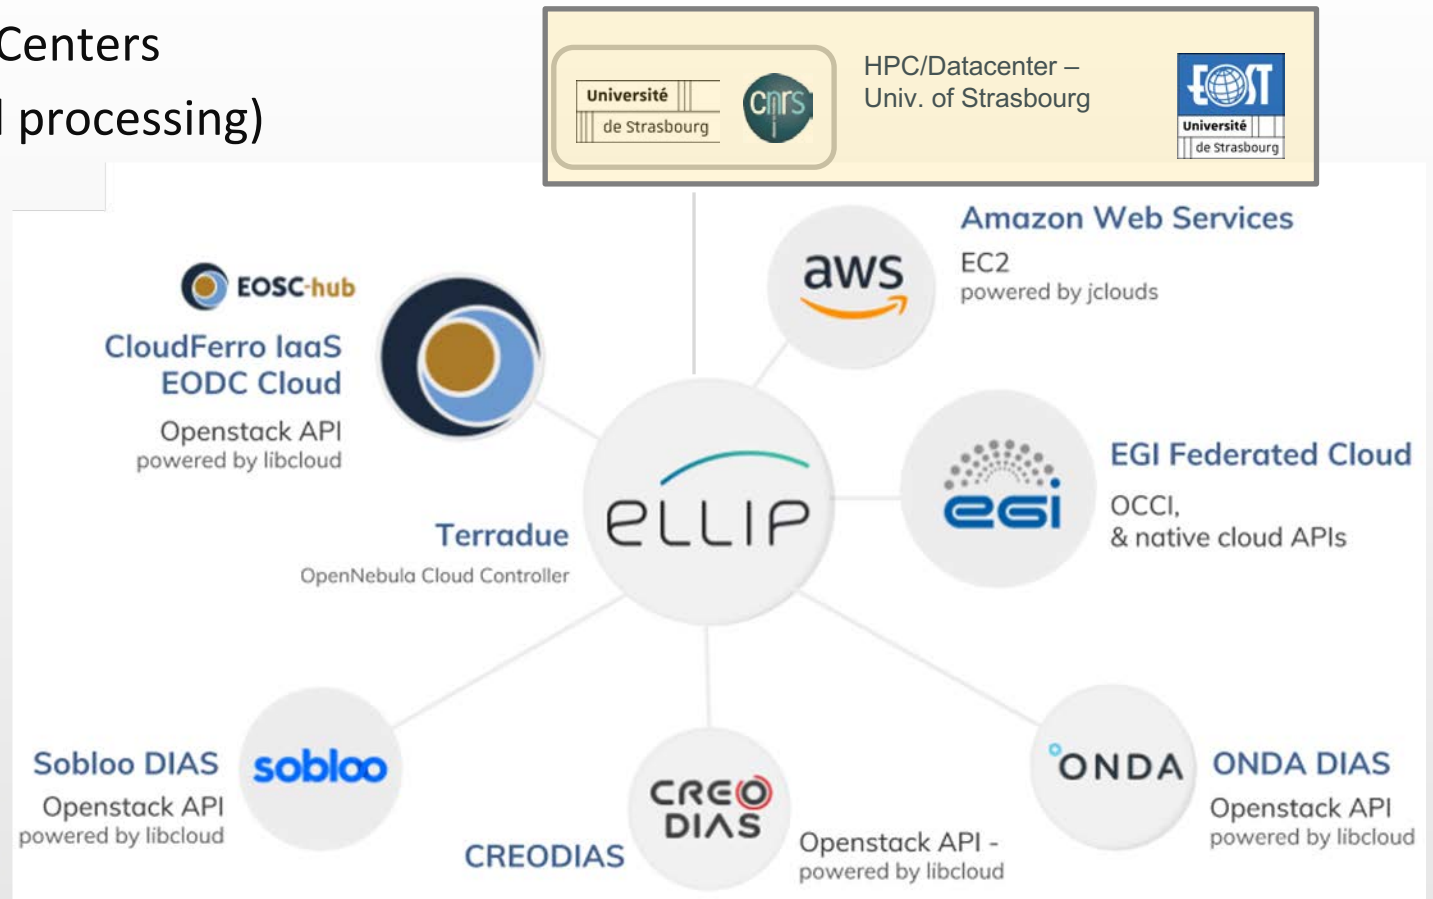 Centers
processing)
Université
de Strasbourg
cnrs
HPC/Datacenter –
Univ. of Strasbourg
EOST
Université
de Strasbourg
Amazon Web Services
EC2
powered by jclouds
aws
EOSC-hub
CloudFerro IaaS
EODC Cloud
Openstack API
powered by libcloud
EGI Federated Cloud
OCCI,
& native cloud APIs
egi
Terradue
OpenNebula Cloud Controller
eLLIP
Sobloo DIAS
Openstack API
powered by libcloud
sobloo
CREODIAS
CREO
DIAS
Openstack API -
powered by libcloud
ONDA
ONDA DIAS
Openstack API
powered by libcloud